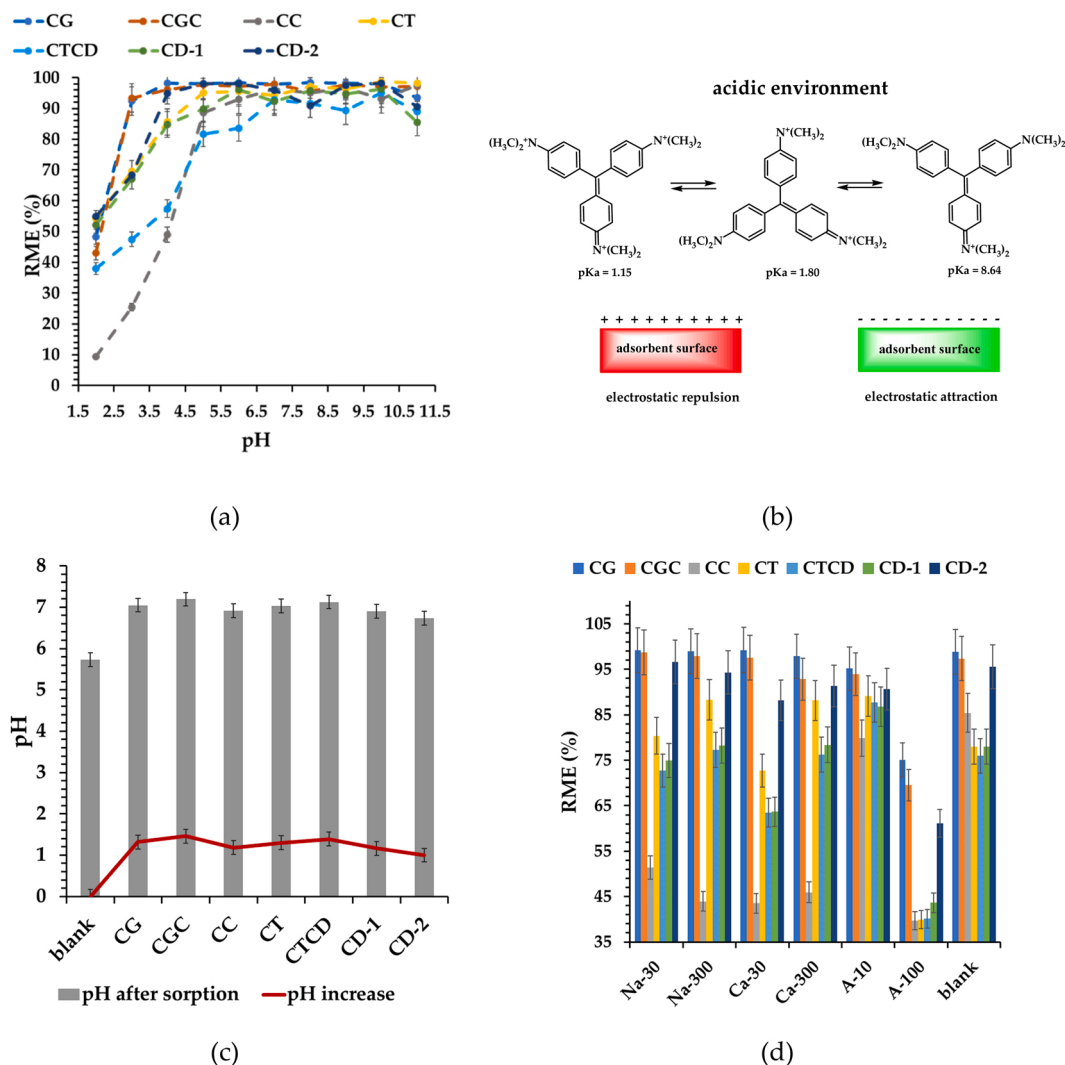 CG CGC CC CT
CTCD CD-1 CD-2
100
90
80
70
60
50
40
30
20
10
0
RME (%)
1.5 2.5 3.5 4.5 5.5 6.5 7.5 8.5 9.5 10.5 11.5
pH
(a)
acidic environment
(H₃C)₂⁺N N⁺(CH₃)₂
N⁺(CH₃)₂
pKa = 1.15
N⁺(CH₃)₂
(H₃C₎₂N N⁺(CH₃)₂
pKa = 1.80
(H₃C)₂N N(CH₃)₂
N⁺(CH₃)₂
pKa = 8.64
+ + + + + + + + + +
adsorbent surface
electrostatic repulsion
- - - - - - - - - - - -
adsorbent surface
electrostatic attraction
(b)
8
7
6
5
4
3
2
1
0
pH
blank CG CGC CC CT CTCD CD-1 CD-2
pH after sorption pH increase
(c)
CG CGC CC CT CTCD CD-1 CD-2
105
95
85
75
65
55
45
35
RME (%)
Na-30 Na-300 Ca-30 Ca-300 A-10 A-100 blank
(d)